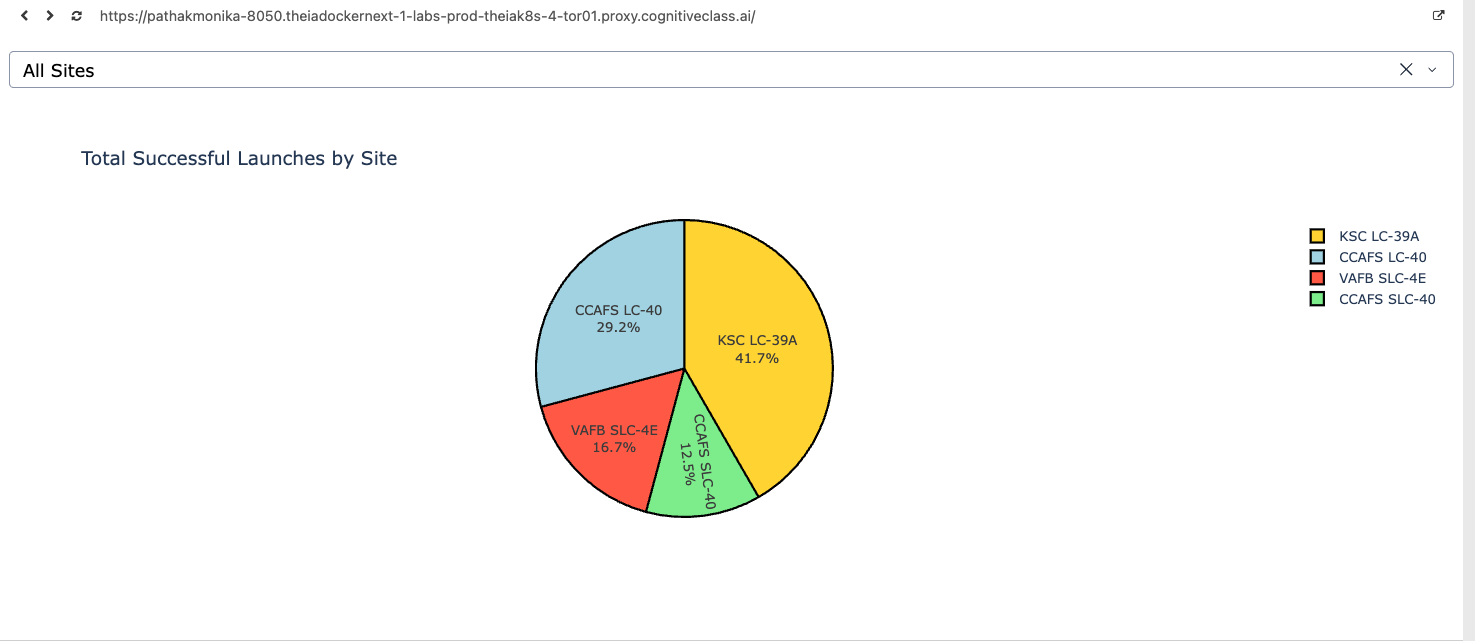 https://pathakmonika-8050.theiadockernext-1-labs-prod-theiak8s-4-tor01.proxy.cognitiveclass.ai/
All Sites
Total Successful Launches by Site
KSC LC-39A
41.7%
CCAFS LC-40
29.2%
VAFB SLC-4E
16.7%
CCAFS SLC-40
12.5%
KSC LC-39A
CCAFS LC-40
VAFB SLC-4E
CCAFS SLC-40